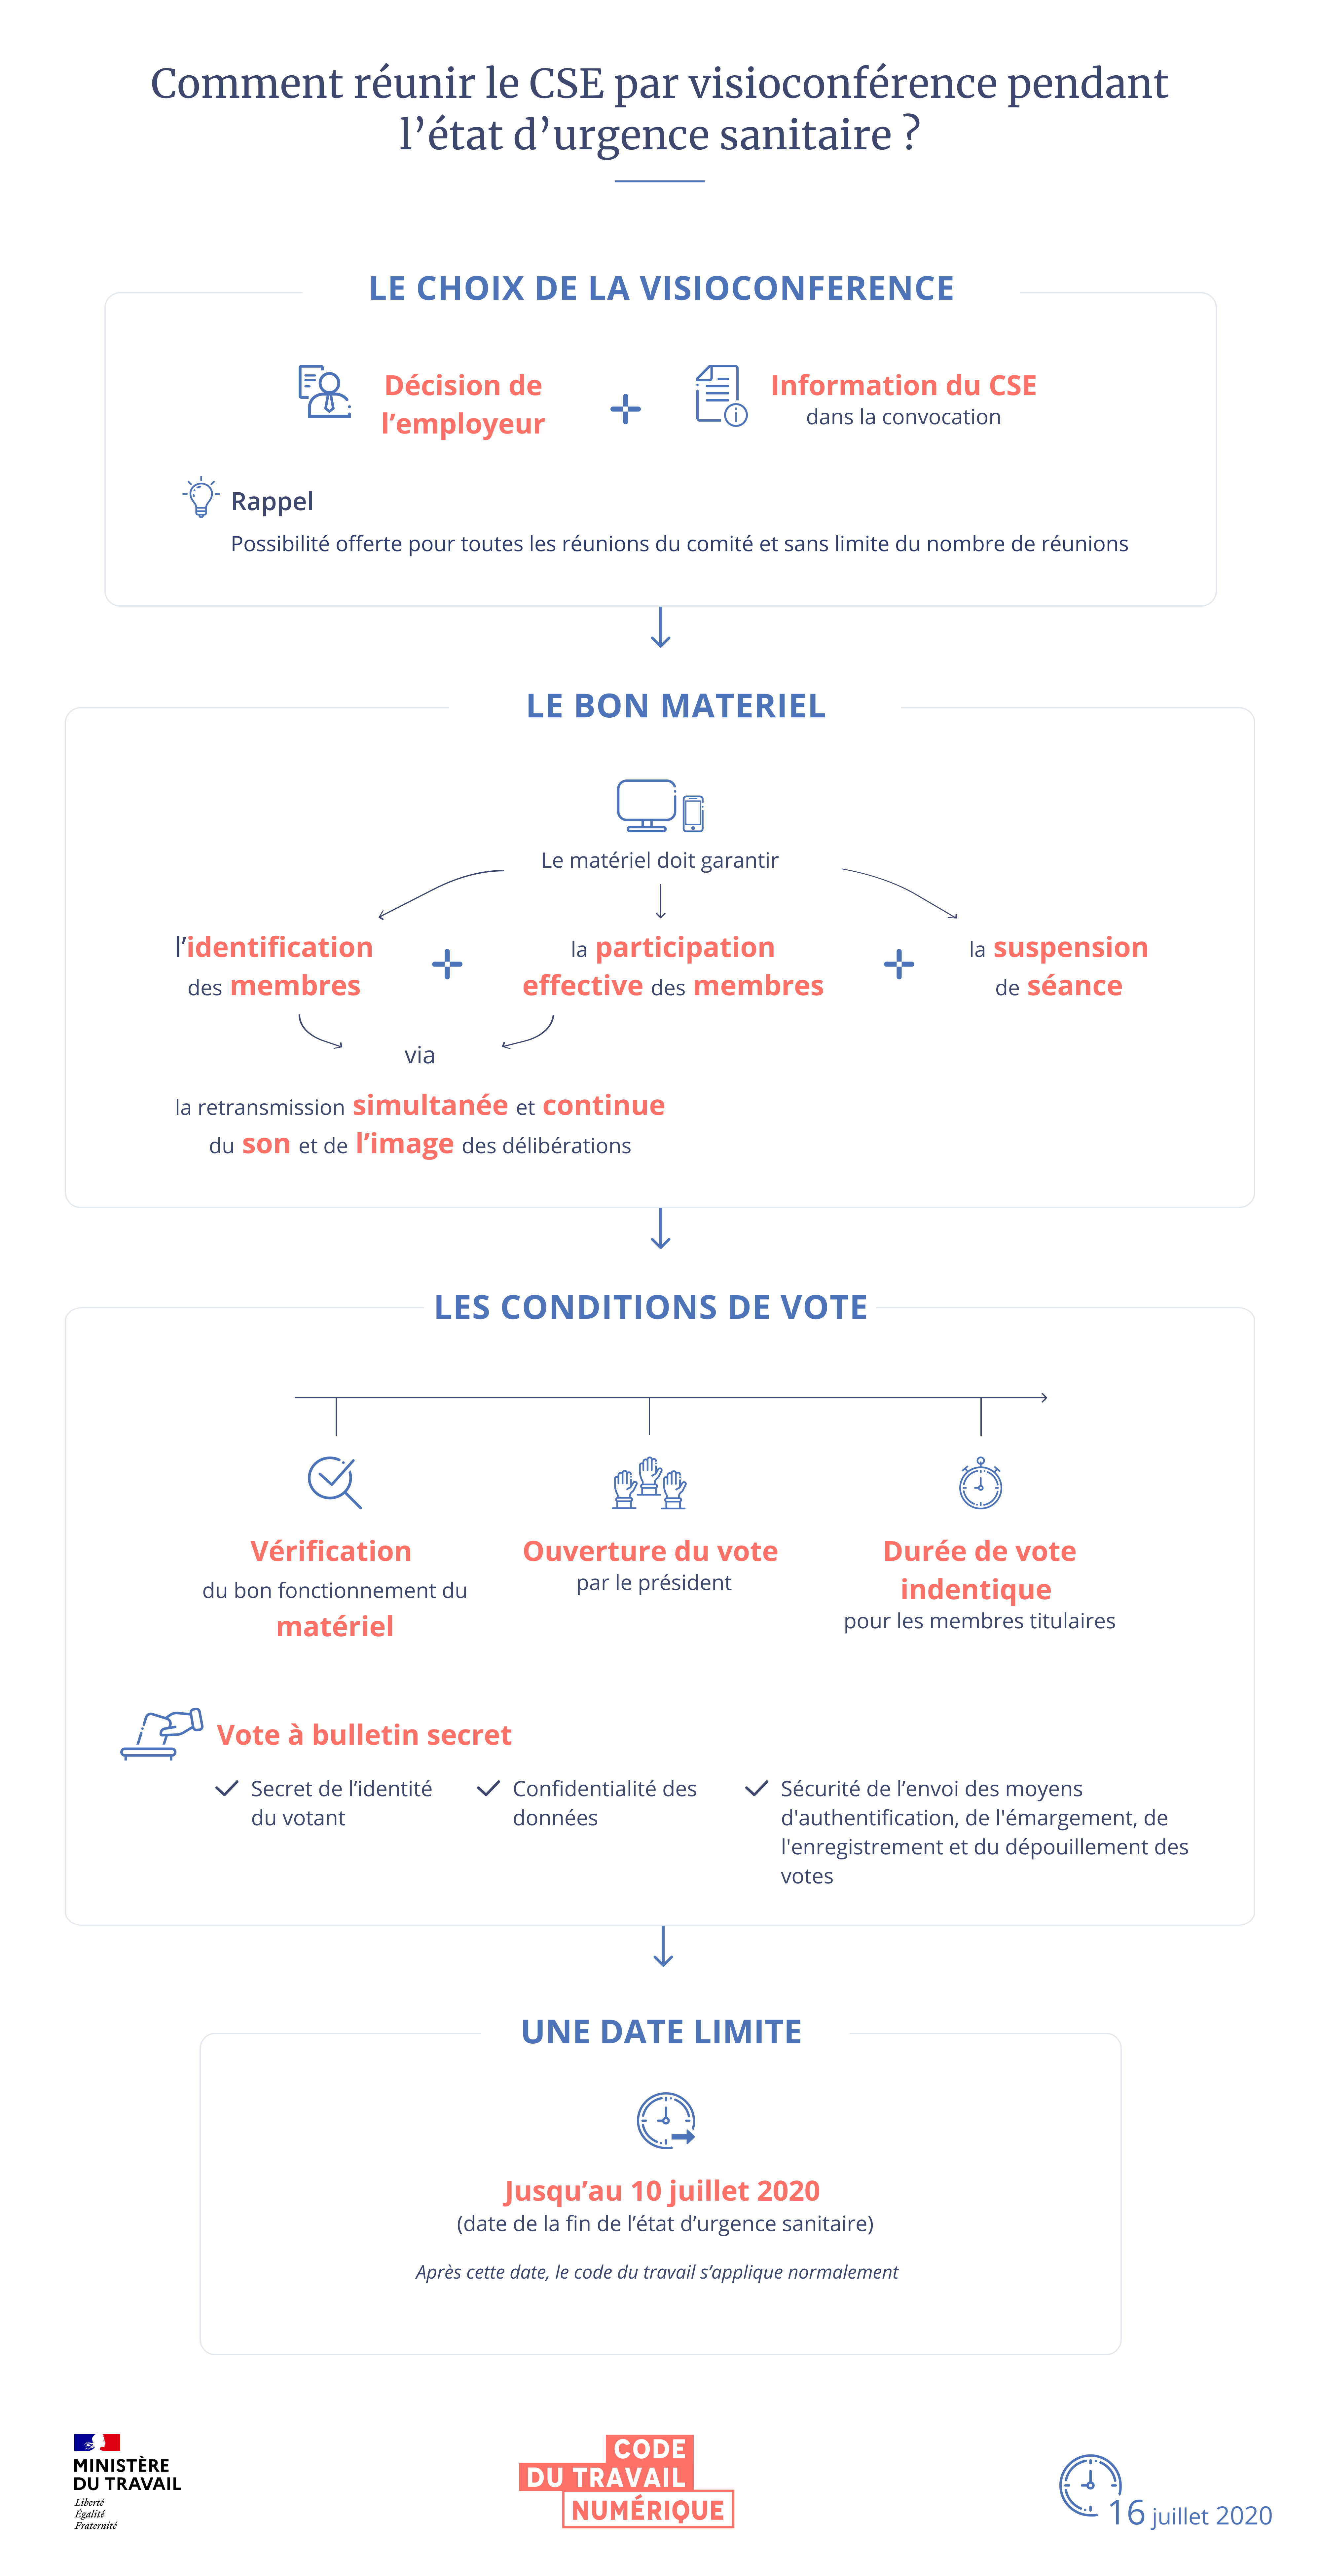 Comment réunir le CSE par visioconférence pendant
l’état d’urgence sanitaire ?
LE CHOIX DE LA VISIOCONFERENCE
Décision de
l’employeur
Information du CSE
dans la convocation
Rappel
Possibilité offerte pour toutes les réunions du comité et sans limite du nombre de réunions
LE BON MATERIEL
Le matériel doit garantir
l’identification
des membres
la participation
effective des membres
la suspension
de séance
via
la retransmission simultanée et continue
du son et de l’image des délibérations
LES CONDITIONS DE VOTE
Vérification
du bon fonctionnement du
matériel
Ouverture du vote
par le président
Durée de vote
indentique
pour les membres titulaires
Vote à bulletin secret
Secret de l’identité
du votant
Confidentialité des
données
Sécurité de l’envoi des moyens
d'authentification, de l'émargement, de
l'enregistrement et du dépouillement des
votes
UNE DATE LIMITE
Jusqu’au 10 juillet 2020
(date de la fin de l’état d’urgence sanitaire)
Après cette date, le code du travail s’applique normalement
MINISTÈRE
DU TRAVAIL
Liberté
Égalité
Fraternité
CODE
DU TRAVAIL
NUMÉRIQUE
16 juillet 2020